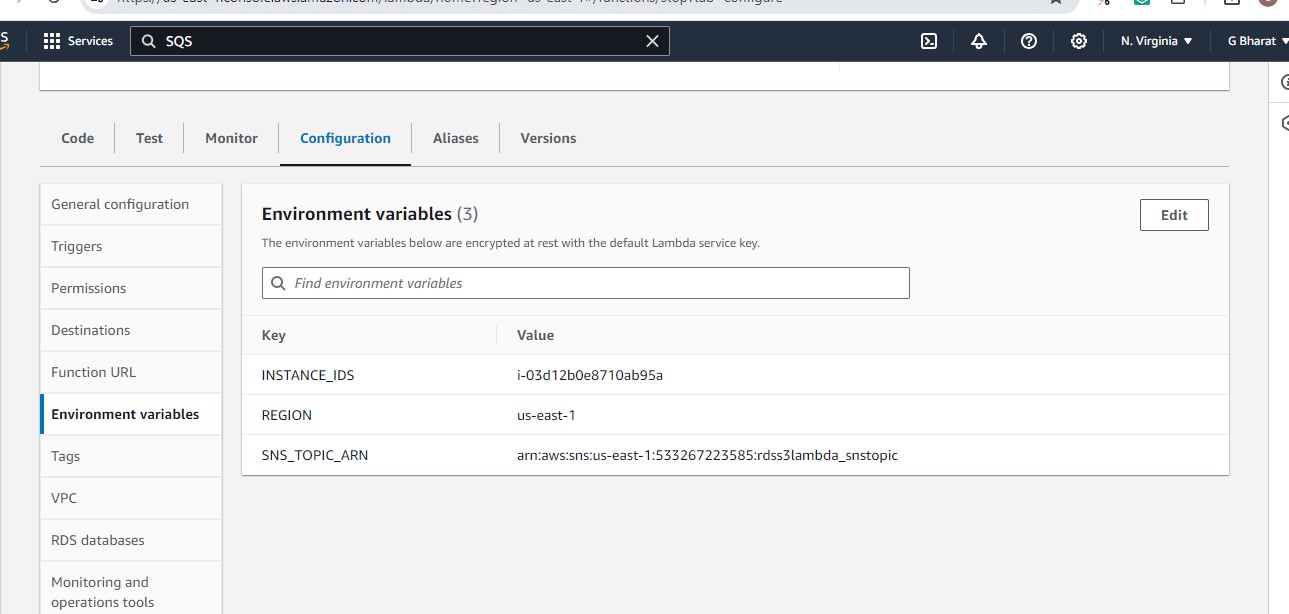 Services
SQS
N. Virginia
G Bharat
Code
Test
Monitor
Configuration
Aliases
Versions
General configuration
Triggers
Permissions
Destinations
Function URL
Environment variables
Tags
VPC
RDS databases
Monitoring and
operations tools
Environment variables (3)
Edit
The environment variables below are encrypted at rest with the default Lambda service key.
Find environment variables
Key Value
INSTANCE_IDS i-03d12b0e8710ab95a
REGION us-east-1
SNS_TOPIC_ARN arn:aws:sns:us-east-1:533267223585:rdss3lambda_snstopic